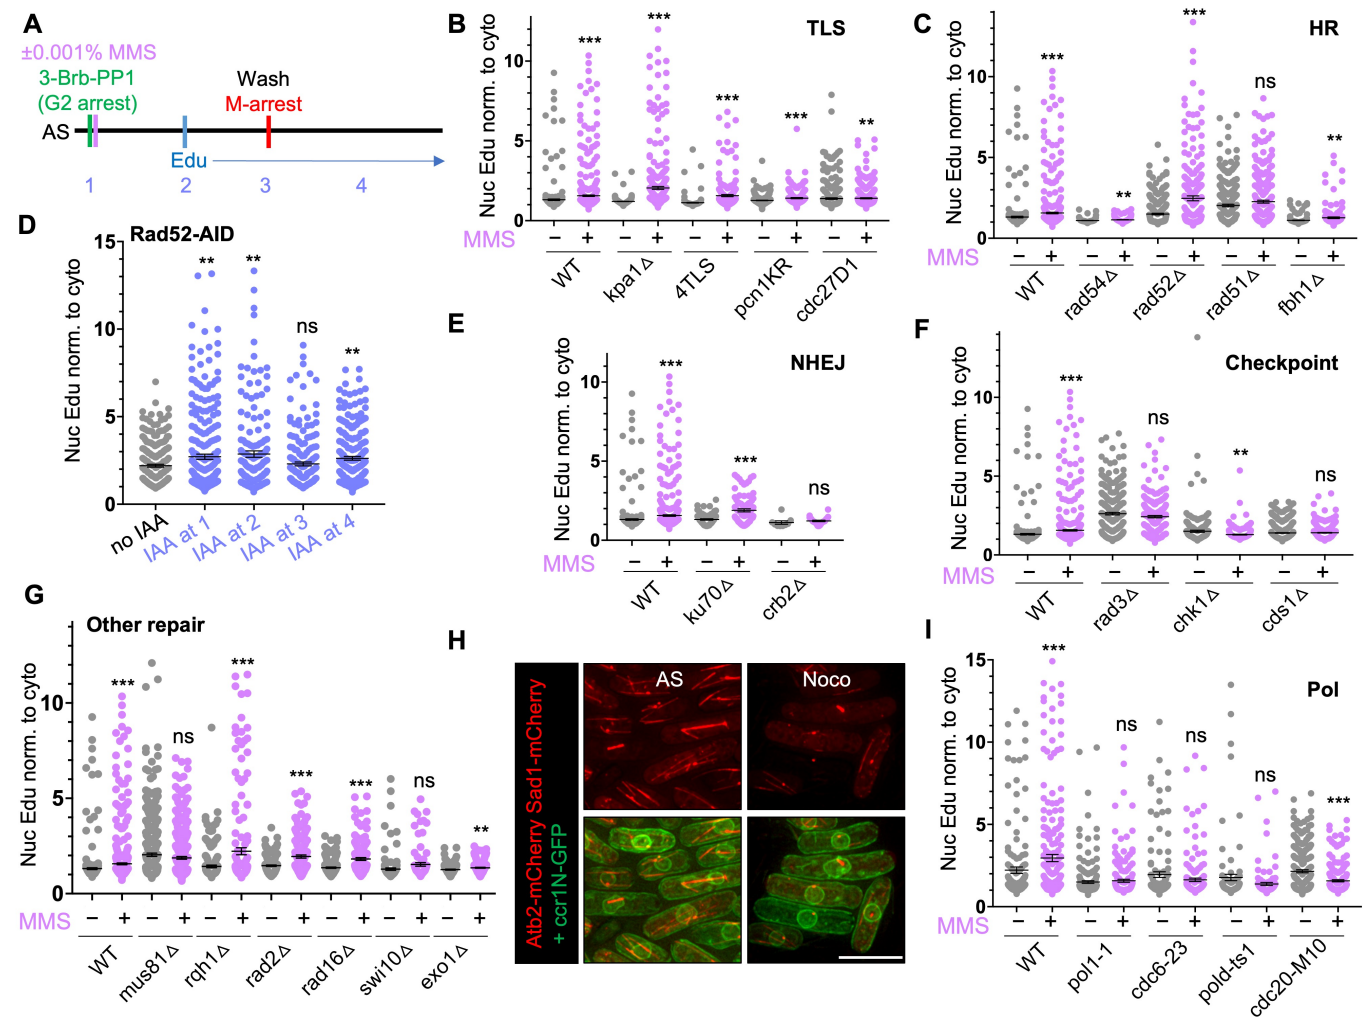 A
±0.001% MMS
3-Brb-PP1
(G2 arrest)
Wash
M-arrest
AS
Edu
1 2 3 4
B
TLS
Nuc Edu norm. to cyto
10
5
0
*** *** *** *** **
MMS − + − + − + − + − +
WT kpa1Δ 4TLS pcn1KR cdc27D1
C
HR
Nuc Edu norm. to cyto
10
5
0
*** ** *** ns **
MMS − + − + − + − + − +
WT rad54Δ rad52Δ rad51Δ fbh1Δ
D
Rad52-AID
Nuc Edu norm. to cyto
15
10
5
0
** ** ns **
no IAA IAA at 1 IAA at 2 IAA at 3 IAA at 4
E
NHEJ
Nuc Edu norm. to cyto
10
5
0
*** *** ns
MMS − + − + − +
WT ku70Δ crb2Δ
F
Checkpoint
Nuc Edu norm. to cyto
10
5
0
*** ns ** ns
MMS − + − + − + − +
WT rad3Δ chk1Δ cds1Δ
G
Other repair
Nuc Edu norm. to cyto
10
5
0
*** ns *** *** *** ns **
MMS − + − + − + − + − + − + − +
WT mus81Δ rqh1Δ rad2Δ rad16Δ swi10Δ exo1Δ
H
Atb2-mCherry Sad1-mCherry
+ ccr1N-GFP
AS Noco
I
Pol
Nuc Edu norm. to cyto
15
10
5
0
*** ns ns ns ***
MMS − + − + − + − + − +
WT pol1-1 cdc6-23 pold-ts1 cdc20-M10